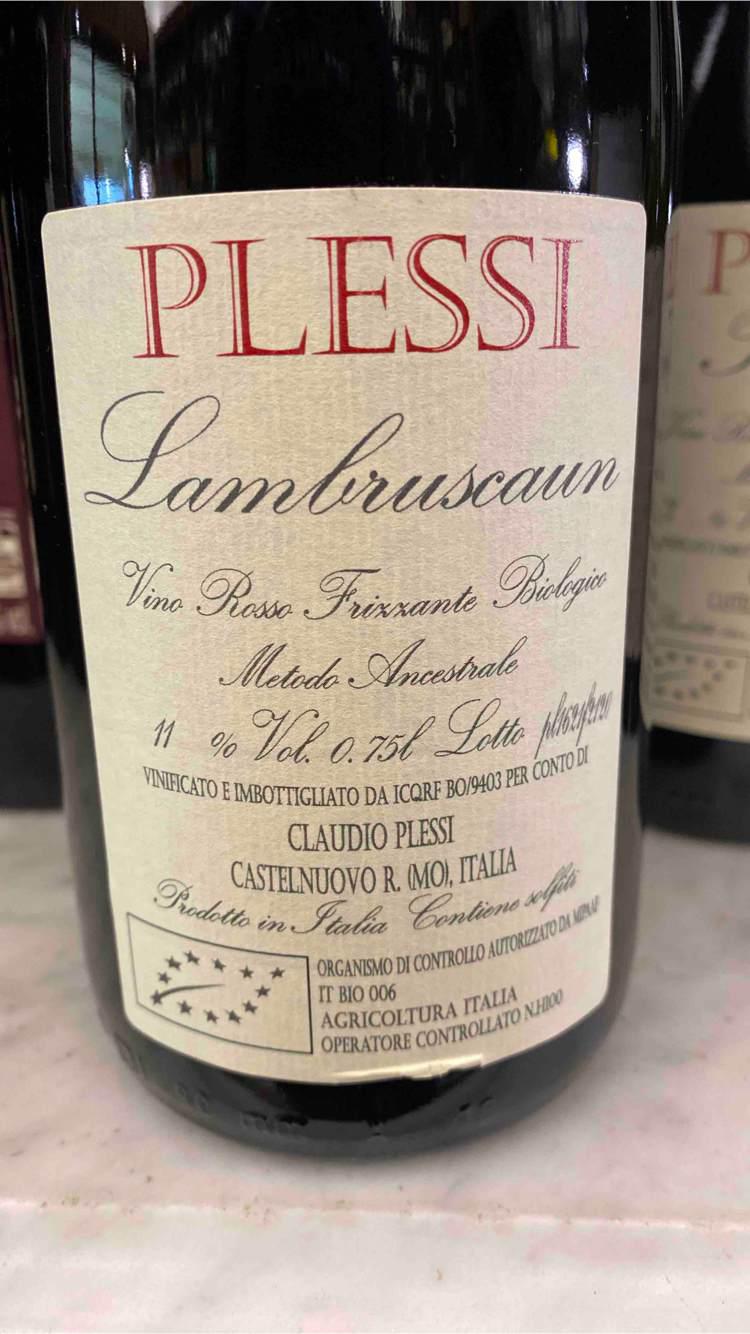 PLESSI
Lambruscaun
Vino Rosso Frizzante Biologico
Metodo Ancestrale
11 % Vol. 0.75l Lotto
VINIFICATO E IMBOTTIGLIATO DA ICQRF BO/9403 PER CONTO DI
CLAUDIO PLESSI
CASTELNUOVO R. (MO), ITALIA
Prodotto in Italia Contiene solfiti
ORGANISMO DI CONTROLLO AUTORIZZATO DA MIPAAF
IT BIO 006
AGRICOLTURA ITALIA
OPERATORE CONTROLLATO N.H100
P